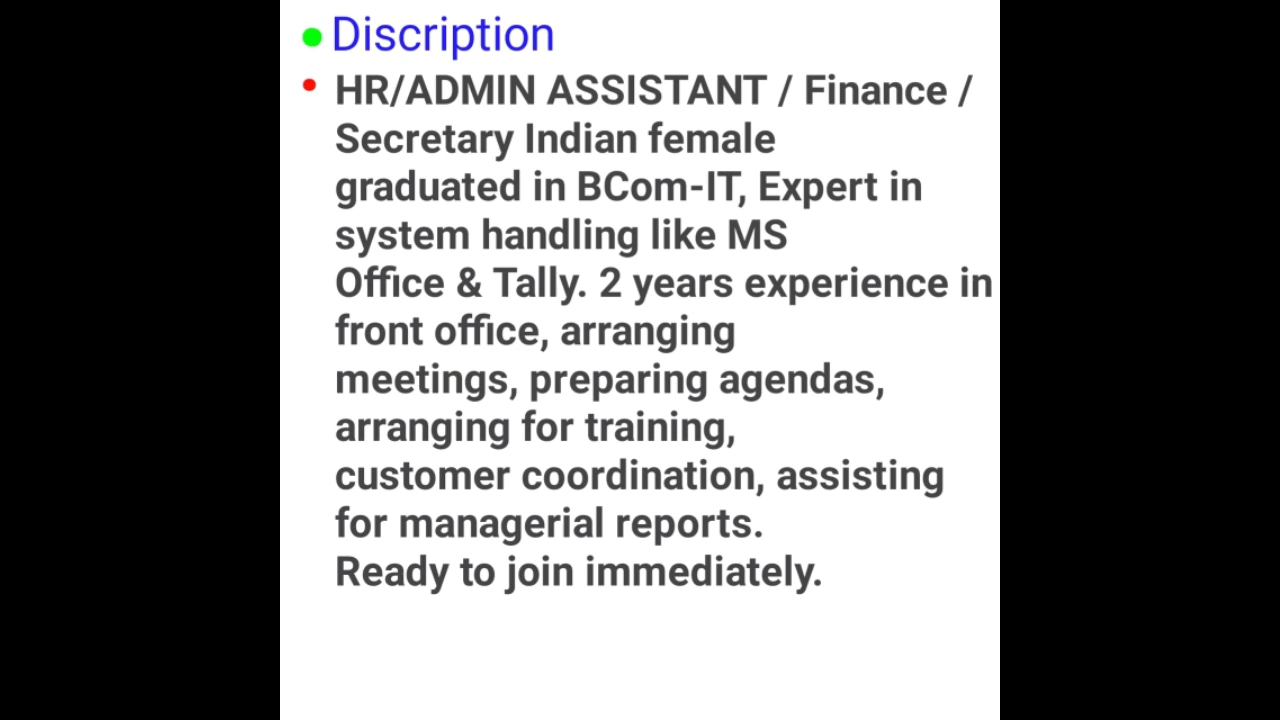 Discription
HR/ADMIN ASSISTANT / Finance /
Secretary Indian female
graduated in BCom-IT, Expert in
system handling like MS
Office & Tally. 2 years experience in
front office, arranging
meetings, preparing agendas,
arranging for training,
customer coordination, assisting
for managerial reports.
Ready to join immediately.